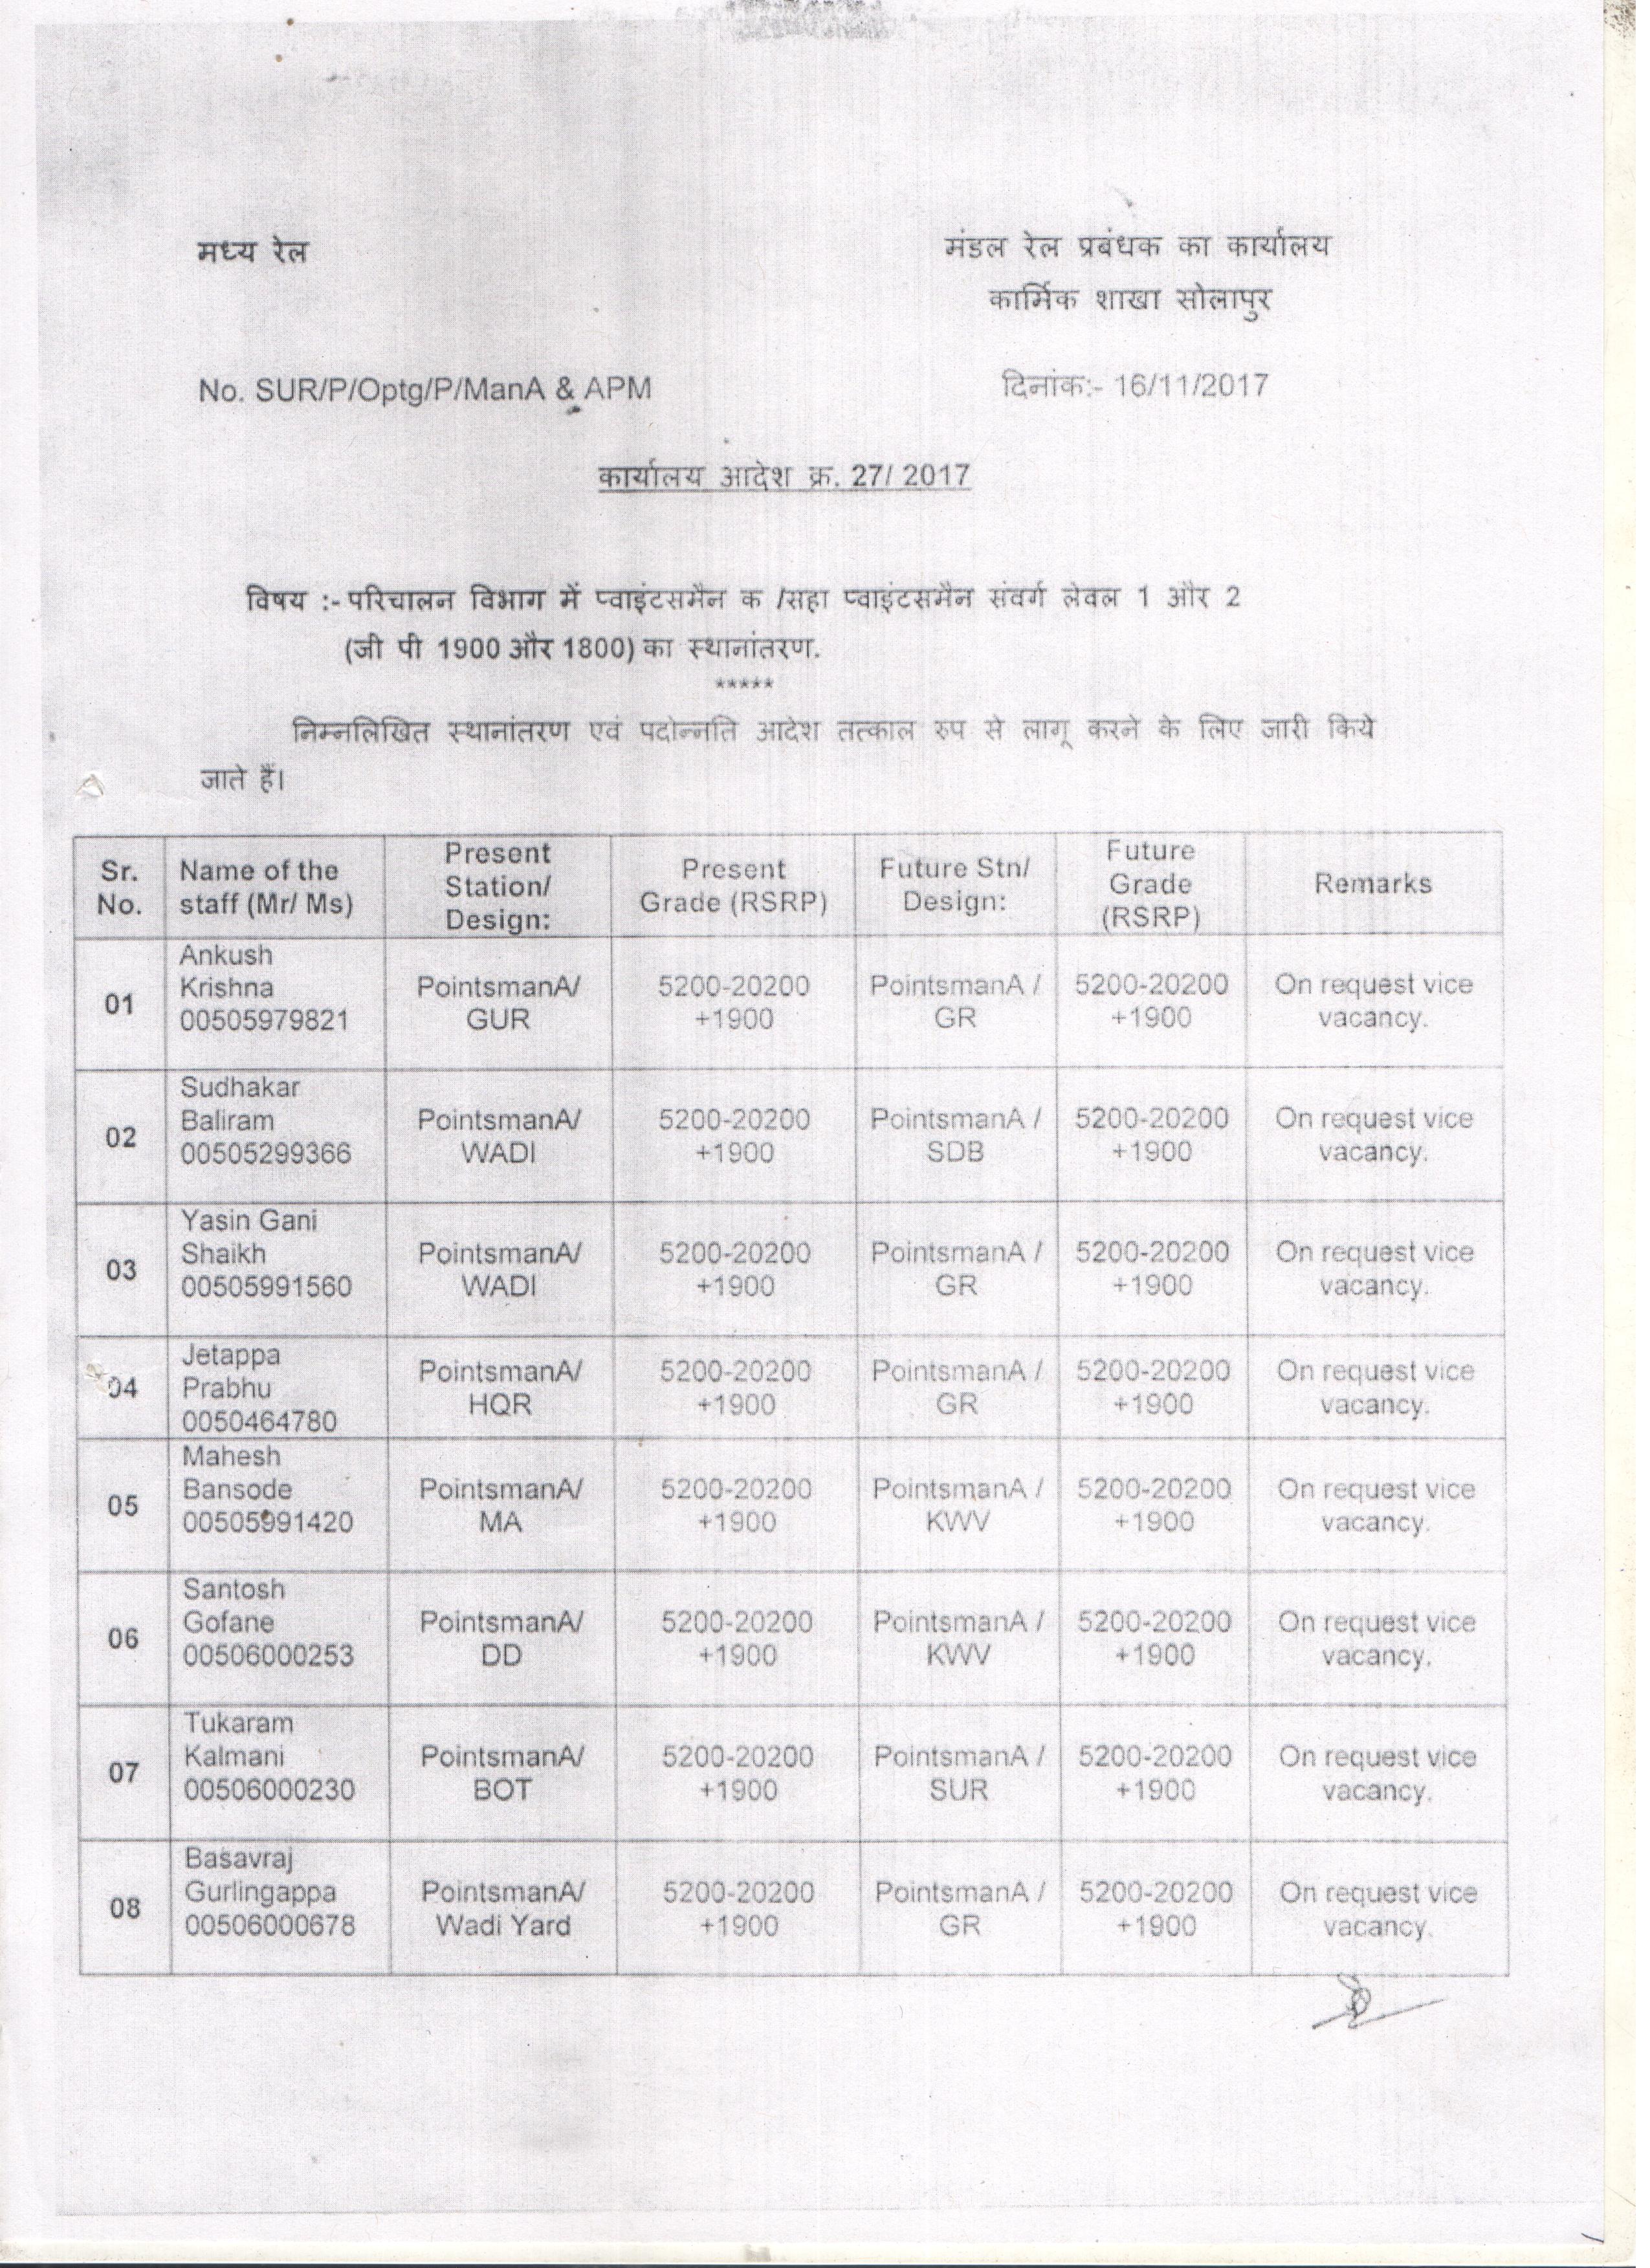 मध्य रेल
मंडल रेल प्रबंधक का कार्यालय
कार्मिक शाखा सोलापुर
No. SUR/P/Optg/P/ManA & APM
दिनांक:- 16/11/2017
कार्यालय आदेश क्र. 27/ 2017
विषय :- परिचालन विभाग में प्वाइंटसमैन क /सहा प्वाइंटसमैन संवर्ग लेवल 1 और 2
(जी पी 1900 और 1800) का स्थानांतरण.
*****
निम्नलिखित स्थानांतरण एवं पदोन्नति आदेश तत्काल रुप से लागू करने के लिए जारी किये
जाते हैं।
Sr. No. | Name of the staff (Mr/ Ms) | Present Station/ Design: | Present Grade (RSRP) | Future Stn/ Design: | Future Grade (RSRP) | Remarks
01 | Ankush Krishna 00505979821 | PointsmanA/ GUR | 5200-20200 +1900 | PointsmanA / GR | 5200-20200 +1900 | On request vice vacancy.
02 | Sudhakar Baliram 00505299366 | PointsmanA/ WADI | 5200-20200 +1900 | PointsmanA / SDB | 5200-20200 +1900 | On request vice vacancy.
03 | Yasin Gani Shaikh 00505991560 | PointsmanA/ WADI | 5200-20200 +1900 | PointsmanA / GR | 5200-20200 +1900 | On request vice vacancy.
04 | Jetappa Prabhu 0050464780 | PointsmanA/ HQR | 5200-20200 +1900 | PointsmanA / GR | 5200-20200 +1900 | On request vice vacancy.
05 | Mahesh Bansode 00505991420 | PointsmanA/ MA | 5200-20200 +1900 | PointsmanA / KWV | 5200-20200 +1900 | On request vice vacancy.
06 | Santosh Gofane 00506000253 | PointsmanA/ DD | 5200-20200 +1900 | PointsmanA / KWV | 5200-20200 +1900 | On request vice vacancy.
07 | Tukaram Kalmani 00506000230 | PointsmanA/ BOT | 5200-20200 +1900 | PointsmanA / SUR | 5200-20200 +1900 | On request vice vacancy.
08 | Basavraj Gurlingappa 00506000678 | PointsmanA/ Wadi Yard | 5200-20200 +1900 | PointsmanA / GR | 5200-20200 +1900 | On request vice vacancy.